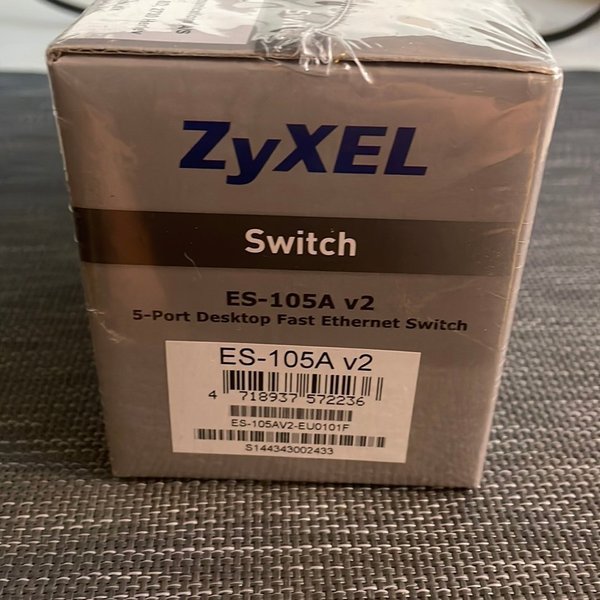 ZyXEL
Switch
ES-105A v2
5-Port Desktop Fast Ethernet Switch
ES-105A v2
4 718937 572236
ES-105AV2-EU0101F
S144343002433